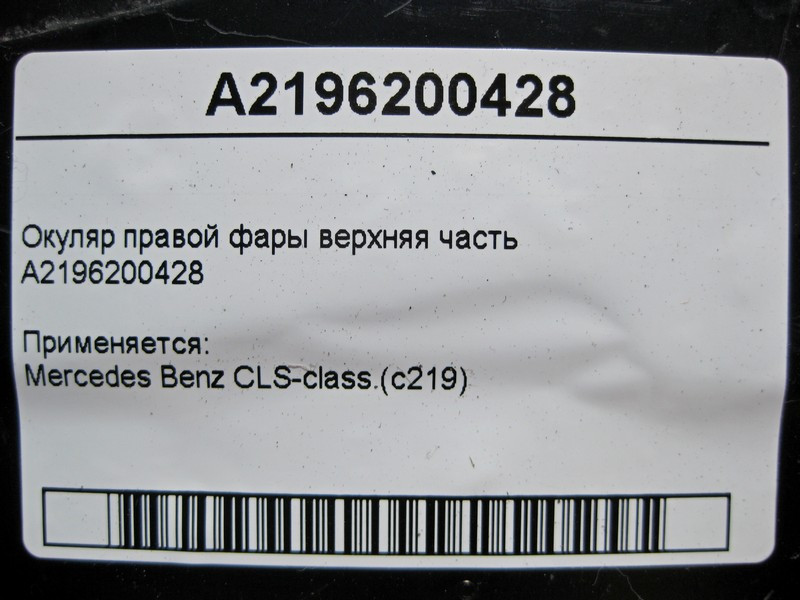 A2196200428
Окуляр правой фары верхняя часть
A2196200428
Применяется:
Mercedes Benz CLS-class.(c219)